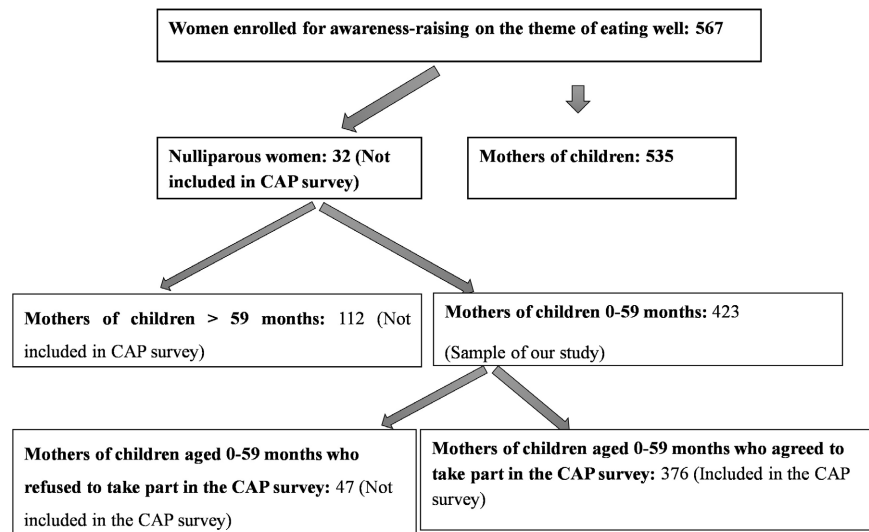 Women enrolled for awareness-raising on the theme of eating well: 567
Nulliparous women: 32 (Not
included in CAP survey)
Mothers of children: 535
Mothers of children > 59 months: 112 (Not
included in CAP survey)
Mothers of children 0-59 months: 423
(Sample of our study)
Mothers of children aged 0-59 months who
refused to take part in the CAP survey: 47 (Not
included in the CAP survey)
Mothers of children aged 0-59 months who agreed to
take part in the CAP survey: 376 (Included in the CAP
survey)